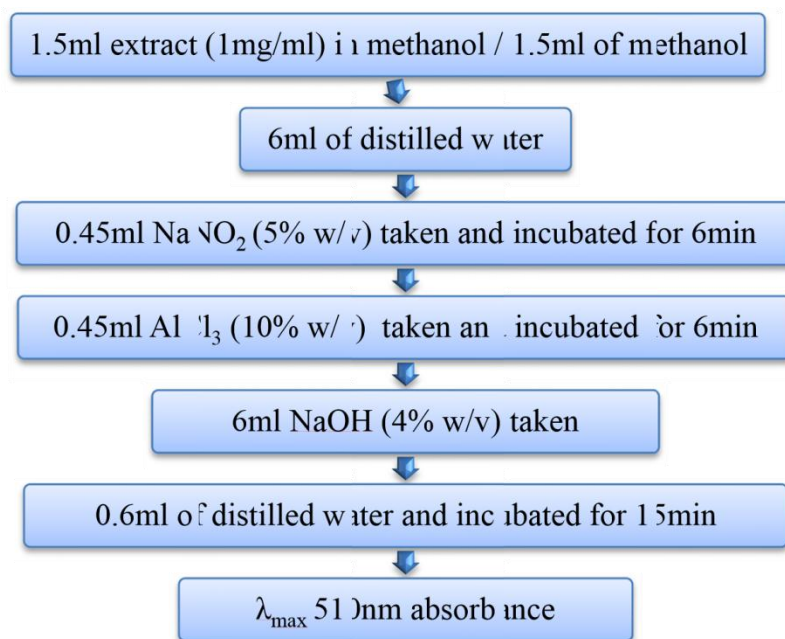 1.5ml extract (1mg/ml) in methanol / 1.5ml of methanol
6ml of distilled water
0.45ml NaNO₂ (5% w/v) taken and incubated for 6min
0.45ml AlCl₃ (10% w/v) taken and incubated for 6min
6ml NaOH (4% w/v) taken
0.6ml of distilled water and incubated for 15min
λmax 510nm absorbance